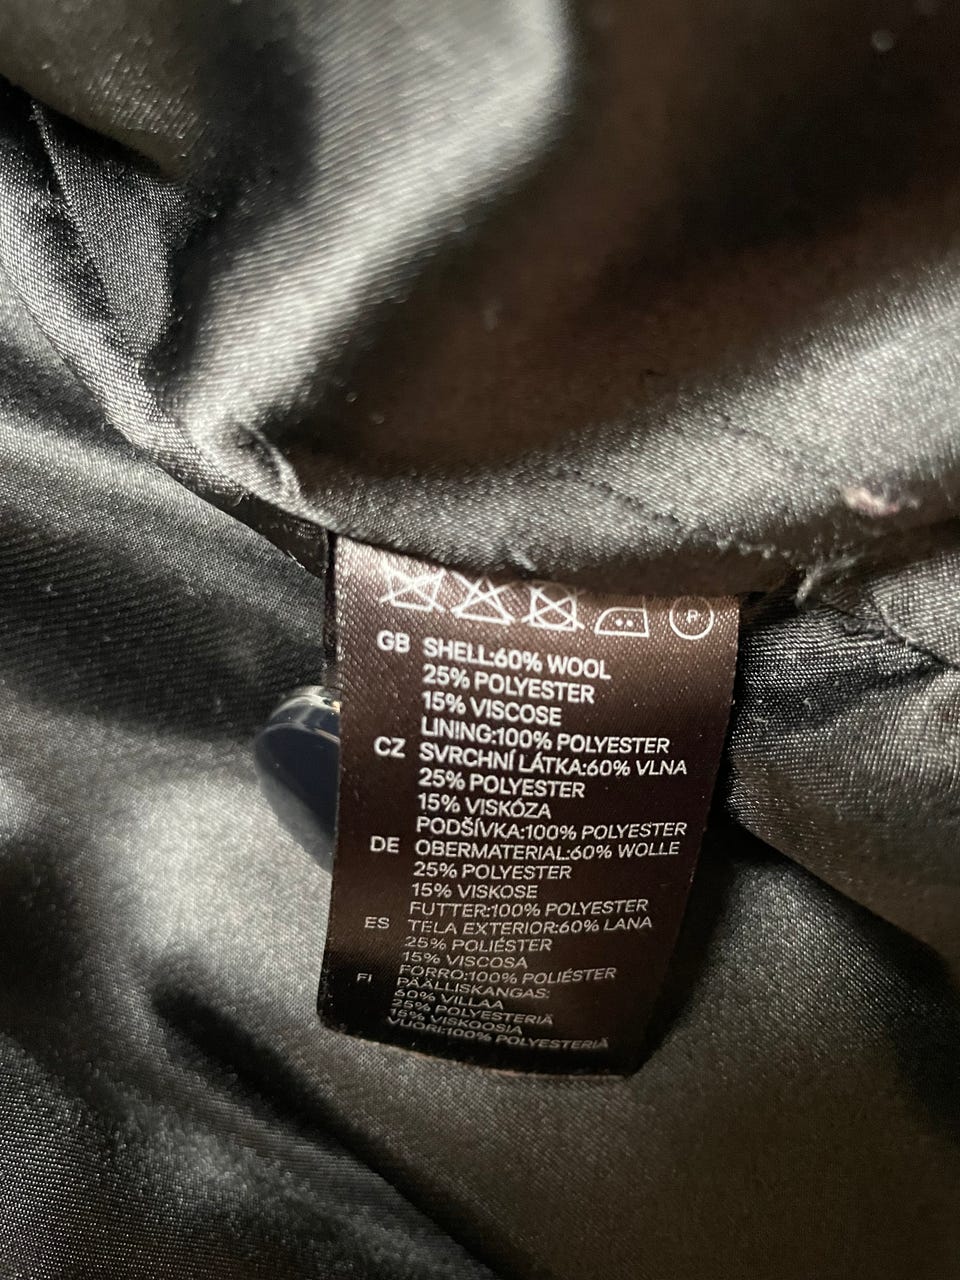 P
GB SHELL:60% WOOL
25% POLYESTER
15% VISCOSE
LINING:100% POLYESTER
CZ SVRCHNÍ LÁTKA:60% VLNA
25% POLYESTER
15% VISKÓZA
PODŠÍVKA:100% POLYESTER
DE OBERMATERIAL:60% WOLLE
25% POLYESTER
15% VISKOSE
FUTTER:100% POLYESTER
ES TELA EXTERIOR:60% LANA
25% POLIÉSTER
15% VISCOSA
FORRO:100% POLIÉSTER
FI PÄÄLLISKANGAS:
60% VILLAA
25% POLYESTERIÄ
15% VISKOOSIA
VUORI:100% POLYESTERIÄ